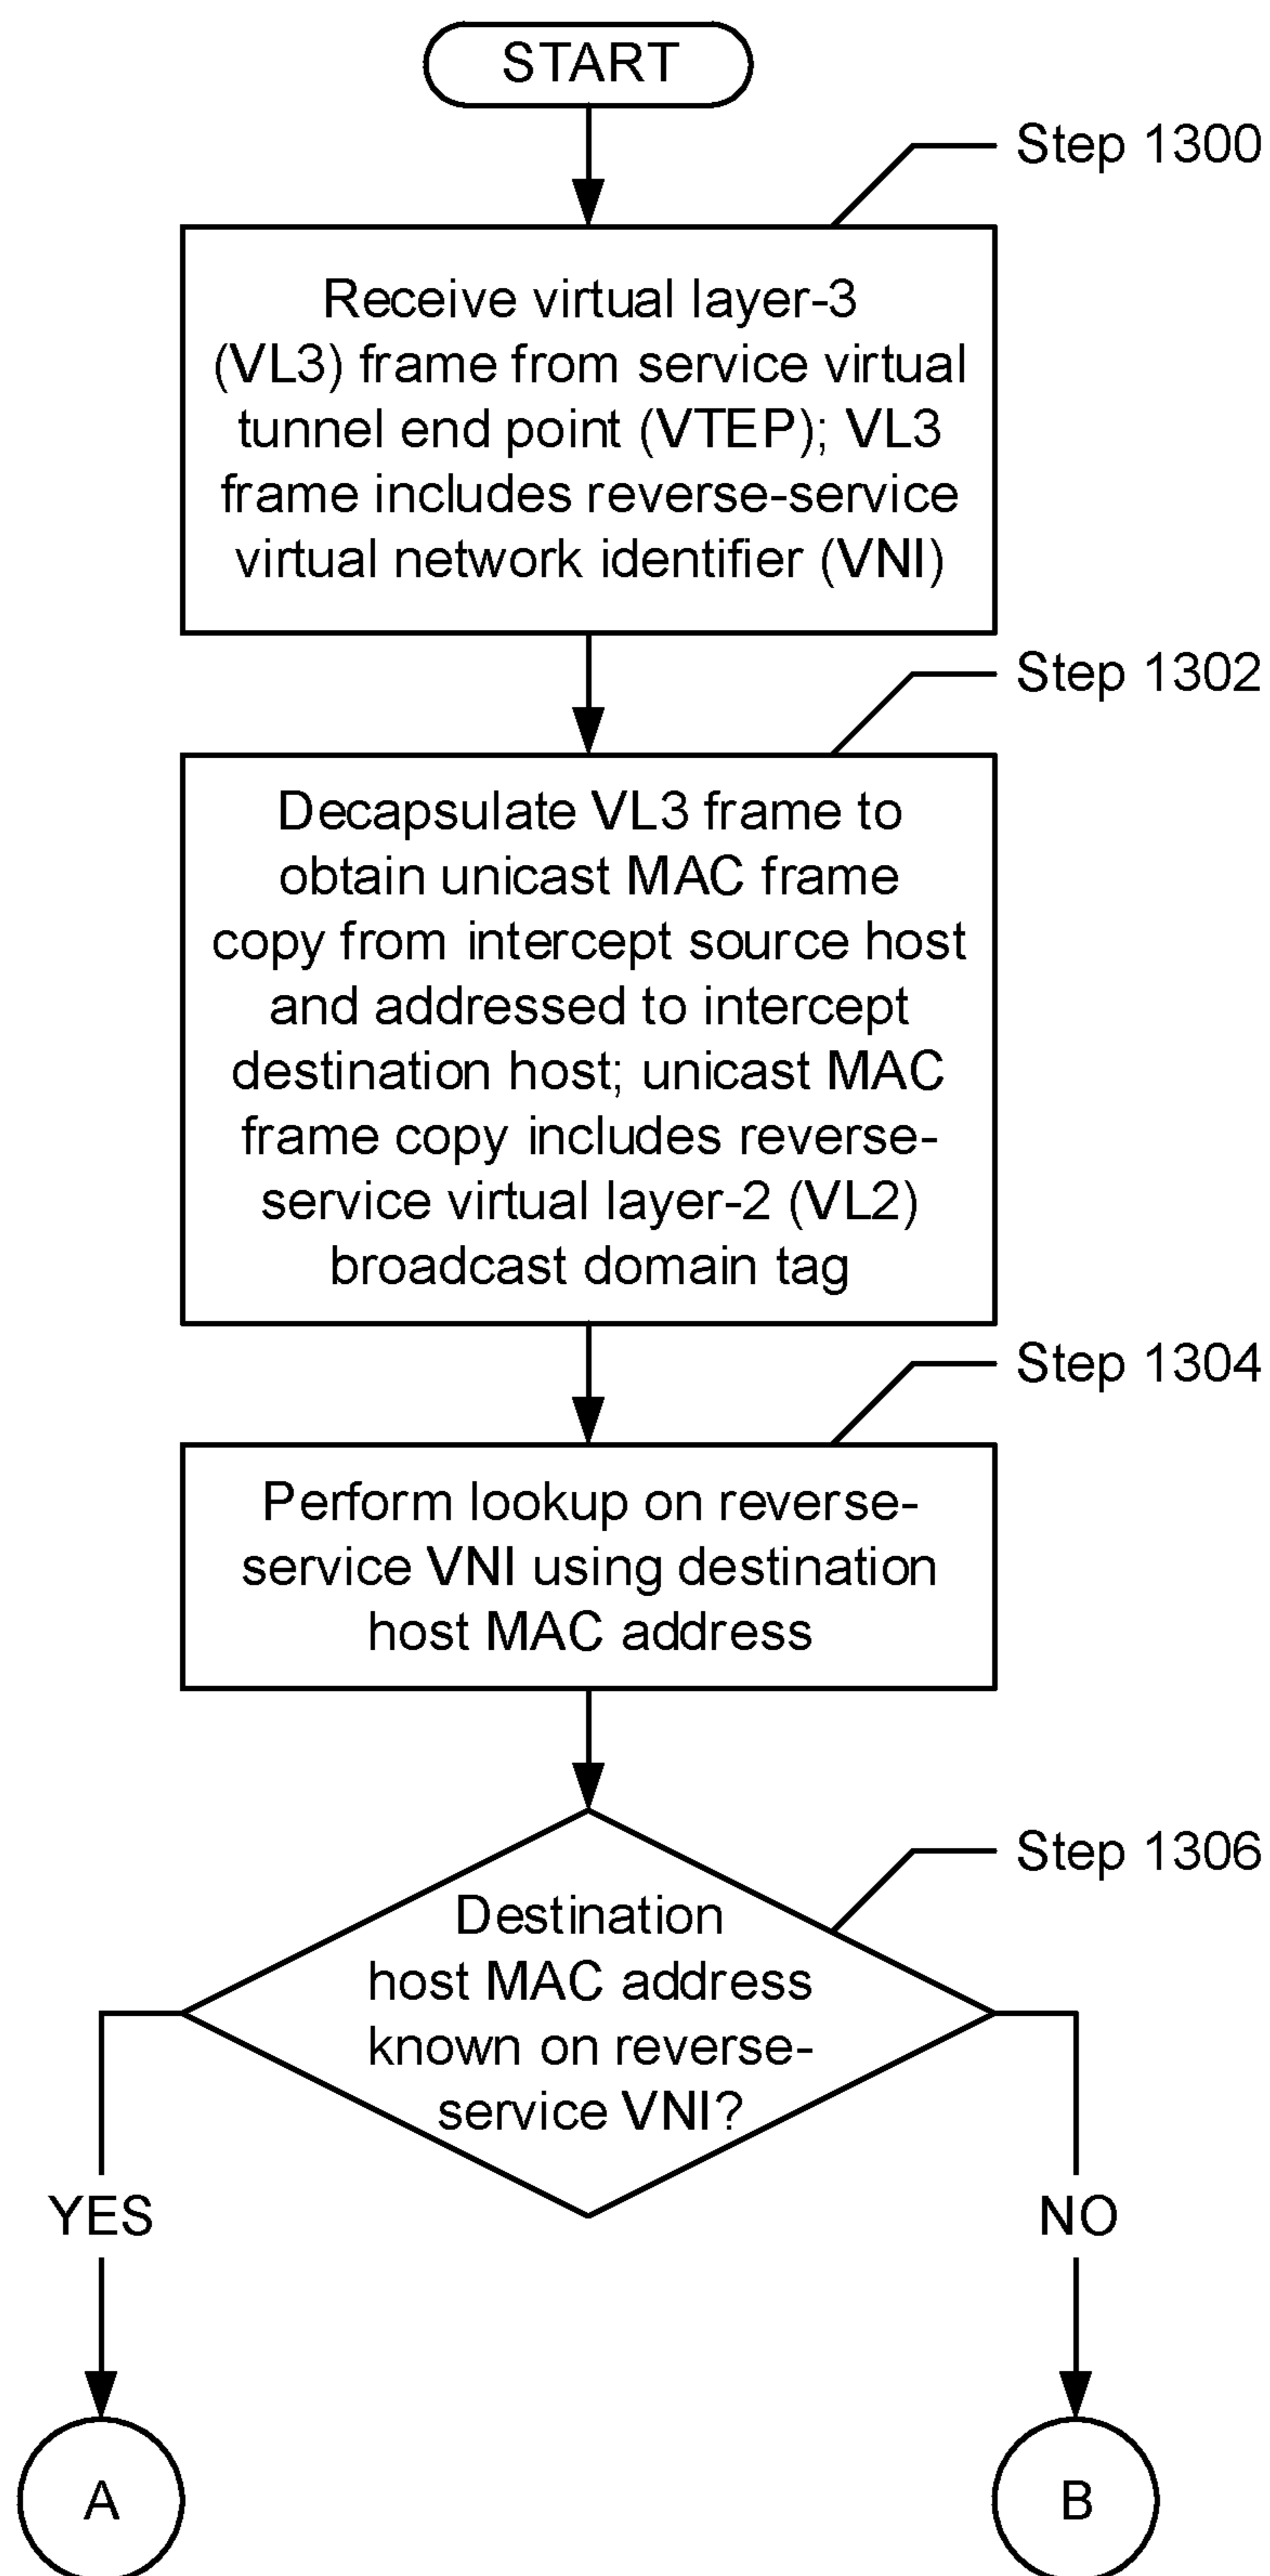 START
Step 1300
Receive virtual layer-3
(VL3) frame from service virtual
tunnel end point (VTEP); VL3
frame includes reverse-service
virtual network identifier (VNI)
Step 1302
Decapsulate VL3 frame to
obtain unicast MAC frame
copy from intercept source host
and addressed to intercept
destination host; unicast MAC
frame copy includes reverse-
service virtual layer-2 (VL2)
broadcast domain tag
Step 1304
Perform lookup on reverse-
service VNI using destination
host MAC address
Step 1306
Destination
host MAC address
known on reverse-
service VNI?
YES
NO
A
B